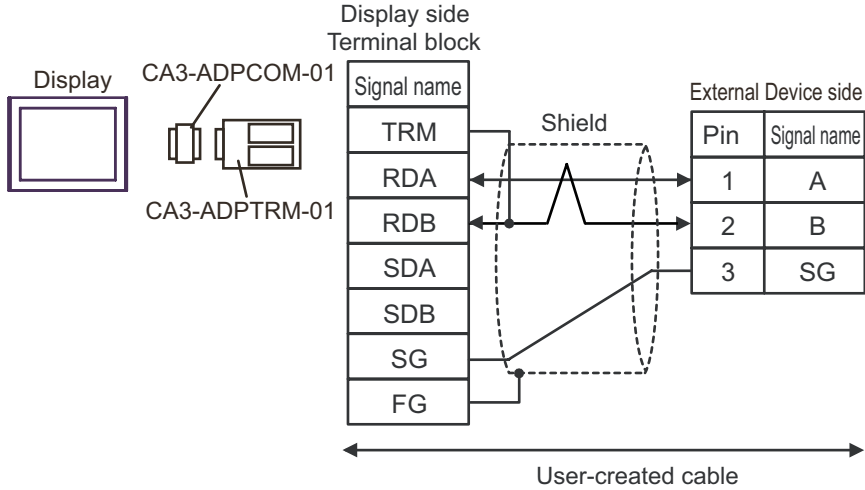 Display side
Terminal block
CA3-ADPCOM-01
Display
CA3-ADPTRM-01
Signal name
TRM
RDA
RDB
SDA
SDB
SG
FG
Shield
External Device side
Pin Signal name
1 A
2 B
3 SG
User-created cable